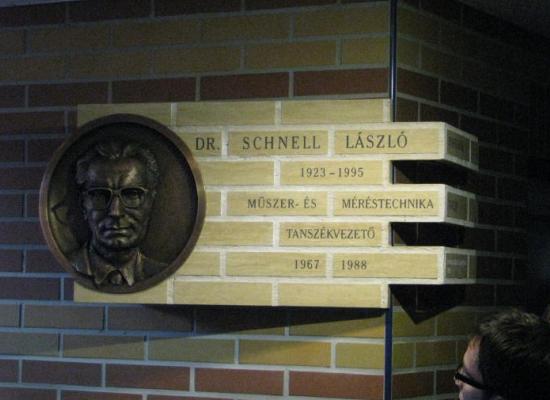 DR. SCHNELL LÁSZLÓ
1923-1995
MŰSZER- ÉS MÉRÉSTECHNIKA
TANSZÉKVEZETŐ
1967 1988